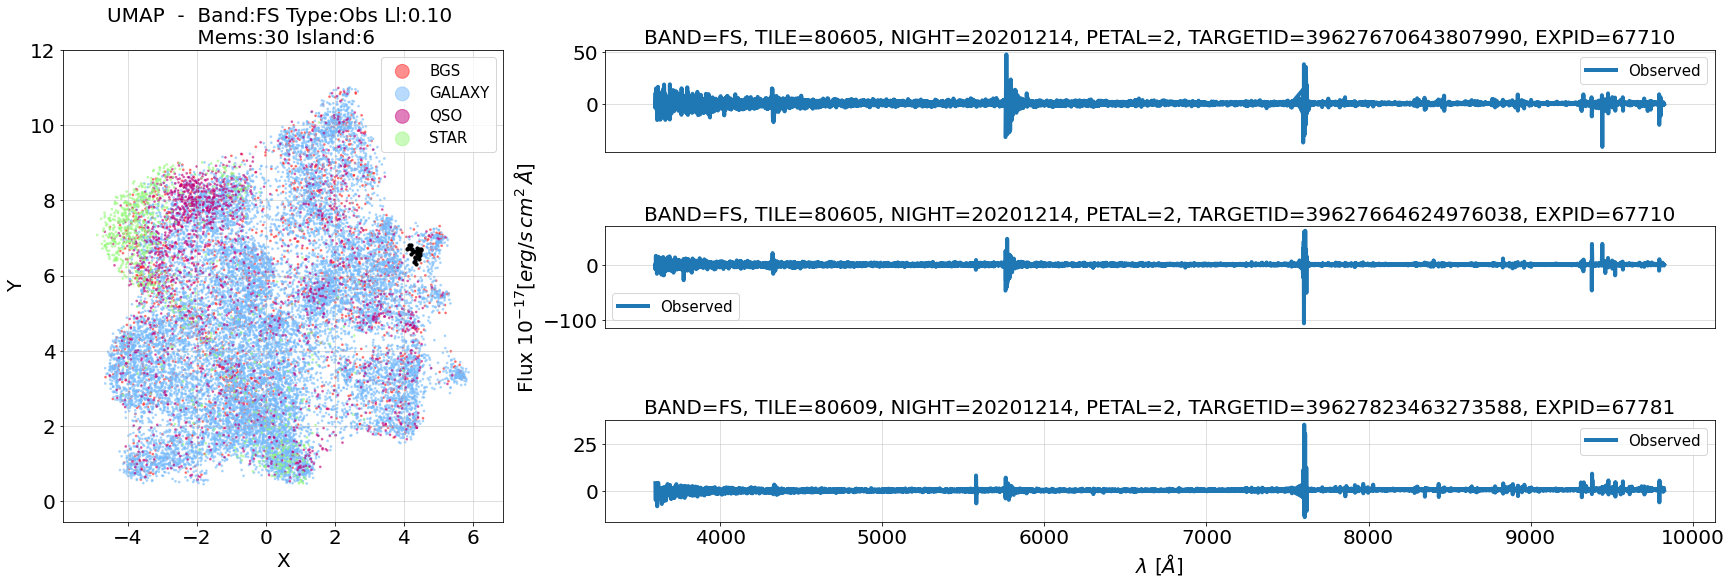 UMAP - Band:FS Type:Obs Ll:0.10
Mems:30 Island:6
12
10
8
6
4
2
0
Y
−4
−2
0
2
4
6
X
BGS
GALAXY
QSO
STAR
Flux 10^{-17}[erg/s cm^2 Å]
BAND=FS, TILE=80605, NIGHT=20201214, PETAL=2, TARGETID=39627670643807990, EXPID=67710
50
0
Observed
BAND=FS, TILE=80605, NIGHT=20201214, PETAL=2, TARGETID=39627664624976038, EXPID=67710
0
−100
Observed
BAND=FS, TILE=80609, NIGHT=20201214, PETAL=2, TARGETID=39627823463273588, EXPID=67781
25
0
Observed
4000
5000
6000
7000
8000
9000
10000
λ [Å]